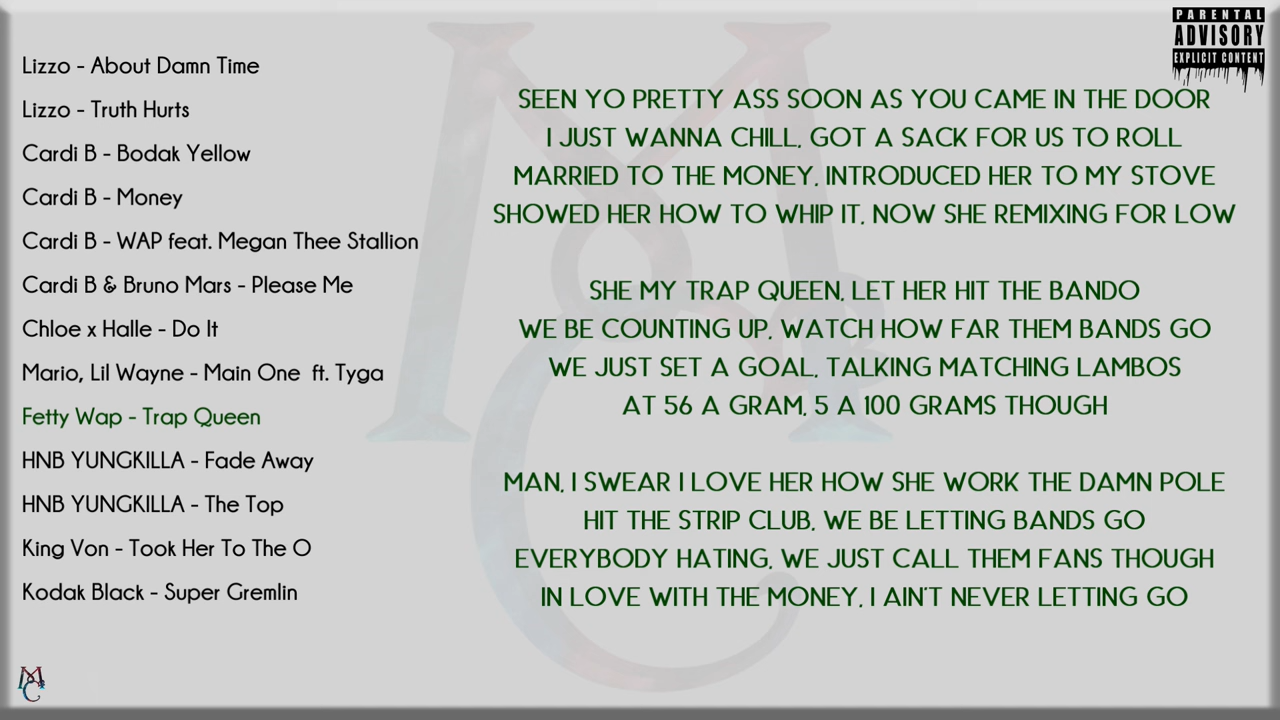 PARENTAL
ADVISORY
EXPLICIT CONTENT
Lizzo - About Damn Time
Lizzo - Truth Hurts
Cardi B - Bodak Yellow
Cardi B - Money
Cardi B - WAP feat. Megan Thee Stallion
Cardi B & Bruno Mars - Please Me
Chloe x Halle - Do It
Mario, Lil Wayne - Main One  ft. Tyga
Fetty Wap - Trap Queen
HNB YUNGKILLA - Fade Away
HNB YUNGKILLA - The Top
King Von - Took Her To The O
Kodak Black - Super Gremlin
SEEN YO PRETTY ASS SOON AS YOU CAME IN THE DOOR
I JUST WANNA CHILL, GOT A SACK FOR US TO ROLL
MARRIED TO THE MONEY, INTRODUCED HER TO MY STOVE
SHOWED HER HOW TO WHIP IT, NOW SHE REMIXING FOR LOW
SHE MY TRAP QUEEN, LET HER HIT THE BANDO
WE BE COUNTING UP, WATCH HOW FAR THEM BANDS GO
WE JUST SET A GOAL, TALKING MATCHING LAMBOS
AT 56 A GRAM, 5 A 100 GRAMS THOUGH
MAN, I SWEAR I LOVE HER HOW SHE WORK THE DAMN POLE
HIT THE STRIP CLUB, WE BE LETTING BANDS GO
EVERYBODY HATING, WE JUST CALL THEM FANS THOUGH
IN LOVE WITH THE MONEY, I AIN'T NEVER LETTING GO
MC